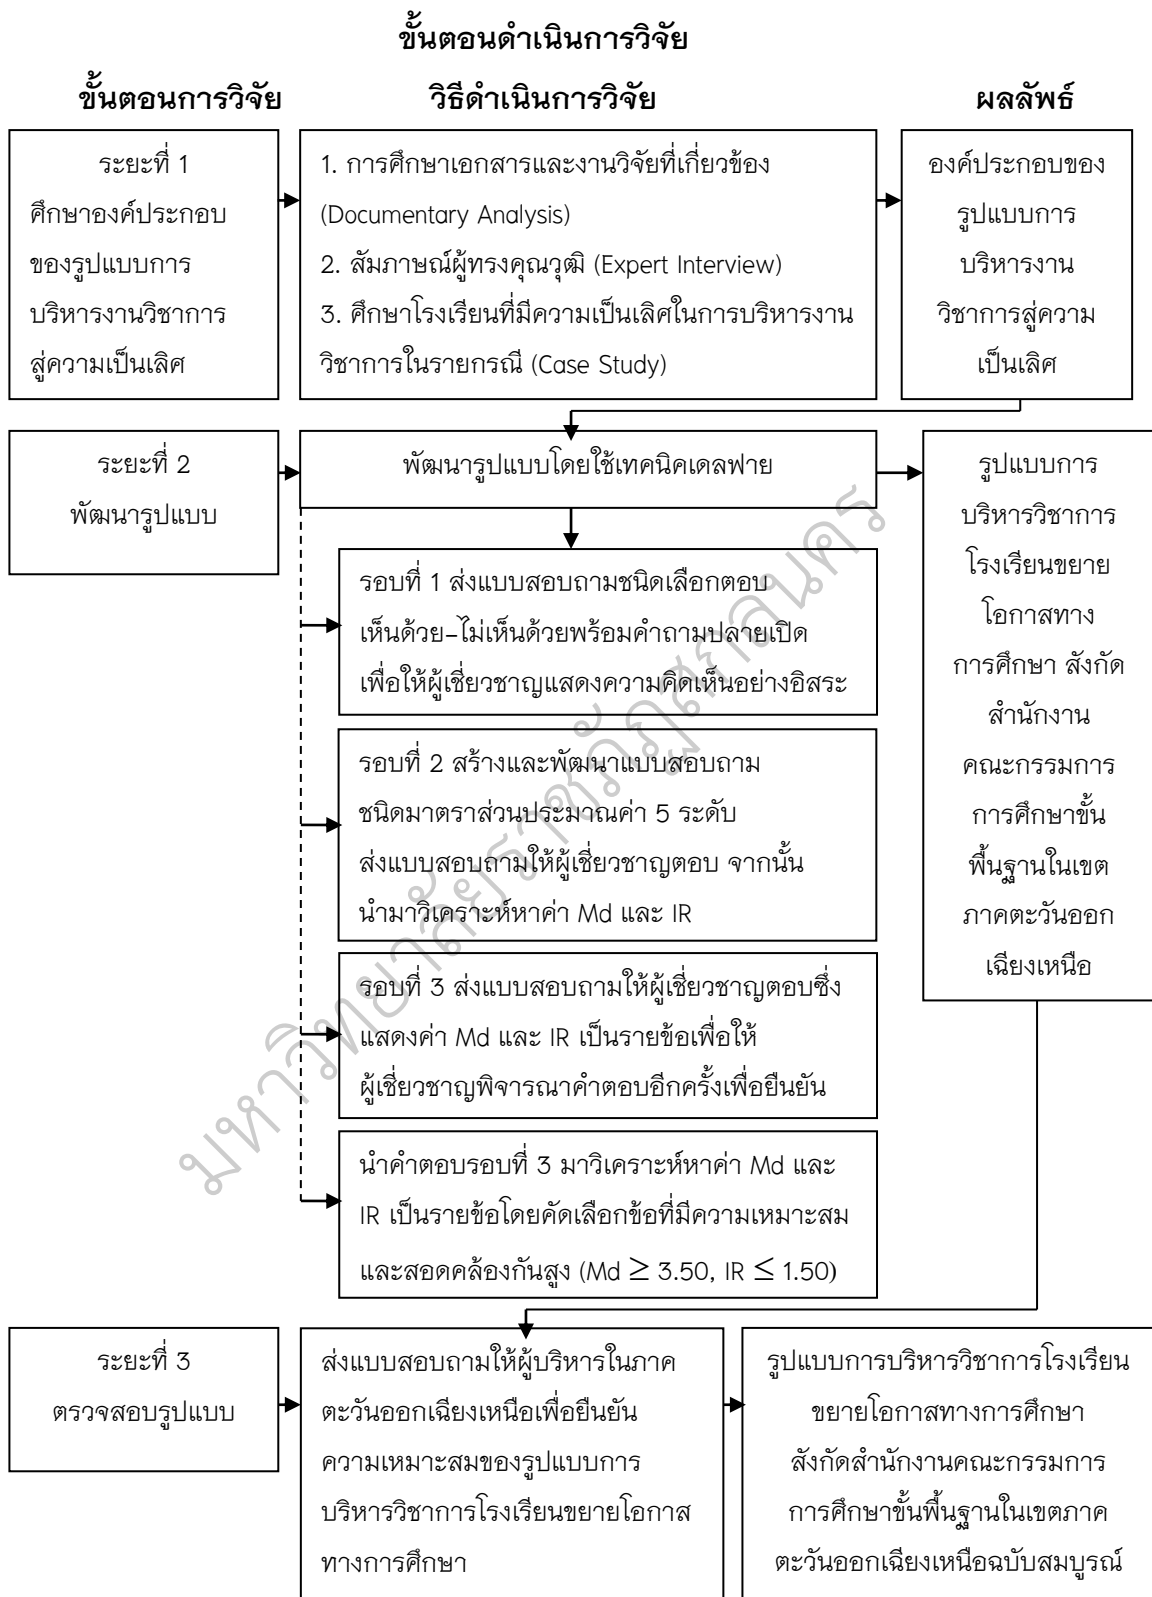 ขั้นตอนดำเนินการวิจัย
ขั้นตอนการวิจัย
วิธีดำเนินการวิจัย
ผลลัพธ์
ระยะที่ 1
ศึกษาองค์ประกอบ
ของรูปแบบการ
บริหารงานวิชาการ
สู่ความเป็นเลิศ
1. การศึกษาเอกสารและงานวิจัยที่เกี่ยวข้อง
(Documentary Analysis)
2. สัมภาษณ์ผู้ทรงคุณวุฒิ (Expert Interview)
3. ศึกษาโรงเรียนที่มีความเป็นเลิศในการบริหารงาน
วิชาการในรายกรณี (Case Study)
องค์ประกอบของ
รูปแบบการ
บริหารงาน
วิชาการสู่ความ
เป็นเลิศ
ระยะที่ 2
พัฒนารูปแบบ
พัฒนารูปแบบโดยใช้เทคนิคเดลฟาย
รอบที่ 1 ส่งแบบสอบถามชนิดเลือกตอบ
เห็นด้วย-ไม่เห็นด้วยพร้อมคำถามปลายเปิด
เพื่อให้ผู้เชี่ยวชาญแสดงความคิดเห็นอย่างอิสระ
รอบที่ 2 สร้างและพัฒนาแบบสอบถาม
ชนิดมาตราส่วนประมาณค่า 5 ระดับ
ส่งแบบสอบถามให้ผู้เชี่ยวชาญตอบ จากนั้น
นำมาวิเคราะห์หาค่า Md และ IR
รอบที่ 3 ส่งแบบสอบถามให้ผู้เชี่ยวชาญตอบซึ่ง
แสดงค่า Md และ IR เป็นรายข้อเพื่อให้
ผู้เชี่ยวชาญพิจารณาคำตอบอีกครั้งเพื่อยืนยัน
นำคำตอบรอบที่ 3 มาวิเคราะห์หาค่า Md และ
IR เป็นรายข้อโดยคัดเลือกข้อที่มีความเหมาะสม
และสอดคล้องกันสูง (Md ≥ 3.50, IR ≤ 1.50)
รูปแบบการ
บริหารวิชาการ
โรงเรียนขยาย
โอกาสทาง
การศึกษา สังกัด
สำนักงาน
คณะกรรมการ
การศึกษาขั้น
พื้นฐานในเขต
ภาคตะวันออก
เฉียงเหนือ
ระยะที่ 3
ตรวจสอบรูปแบบ
ส่งแบบสอบถามให้ผู้บริหารในภาค
ตะวันออกเฉียงเหนือเพื่อยืนยัน
ความเหมาะสมของรูปแบบการ
บริหารวิชาการโรงเรียนขยายโอกาส
ทางการศึกษา
รูปแบบการบริหารวิชาการโรงเรียน
ขยายโอกาสทางการศึกษา
สังกัดสำนักงานคณะกรรมการ
การศึกษาขั้นพื้นฐานในเขตภาค
ตะวันออกเฉียงเหนือฉบับสมบูรณ์
มหาวิทยาลัยราชภัฏสกลนคร